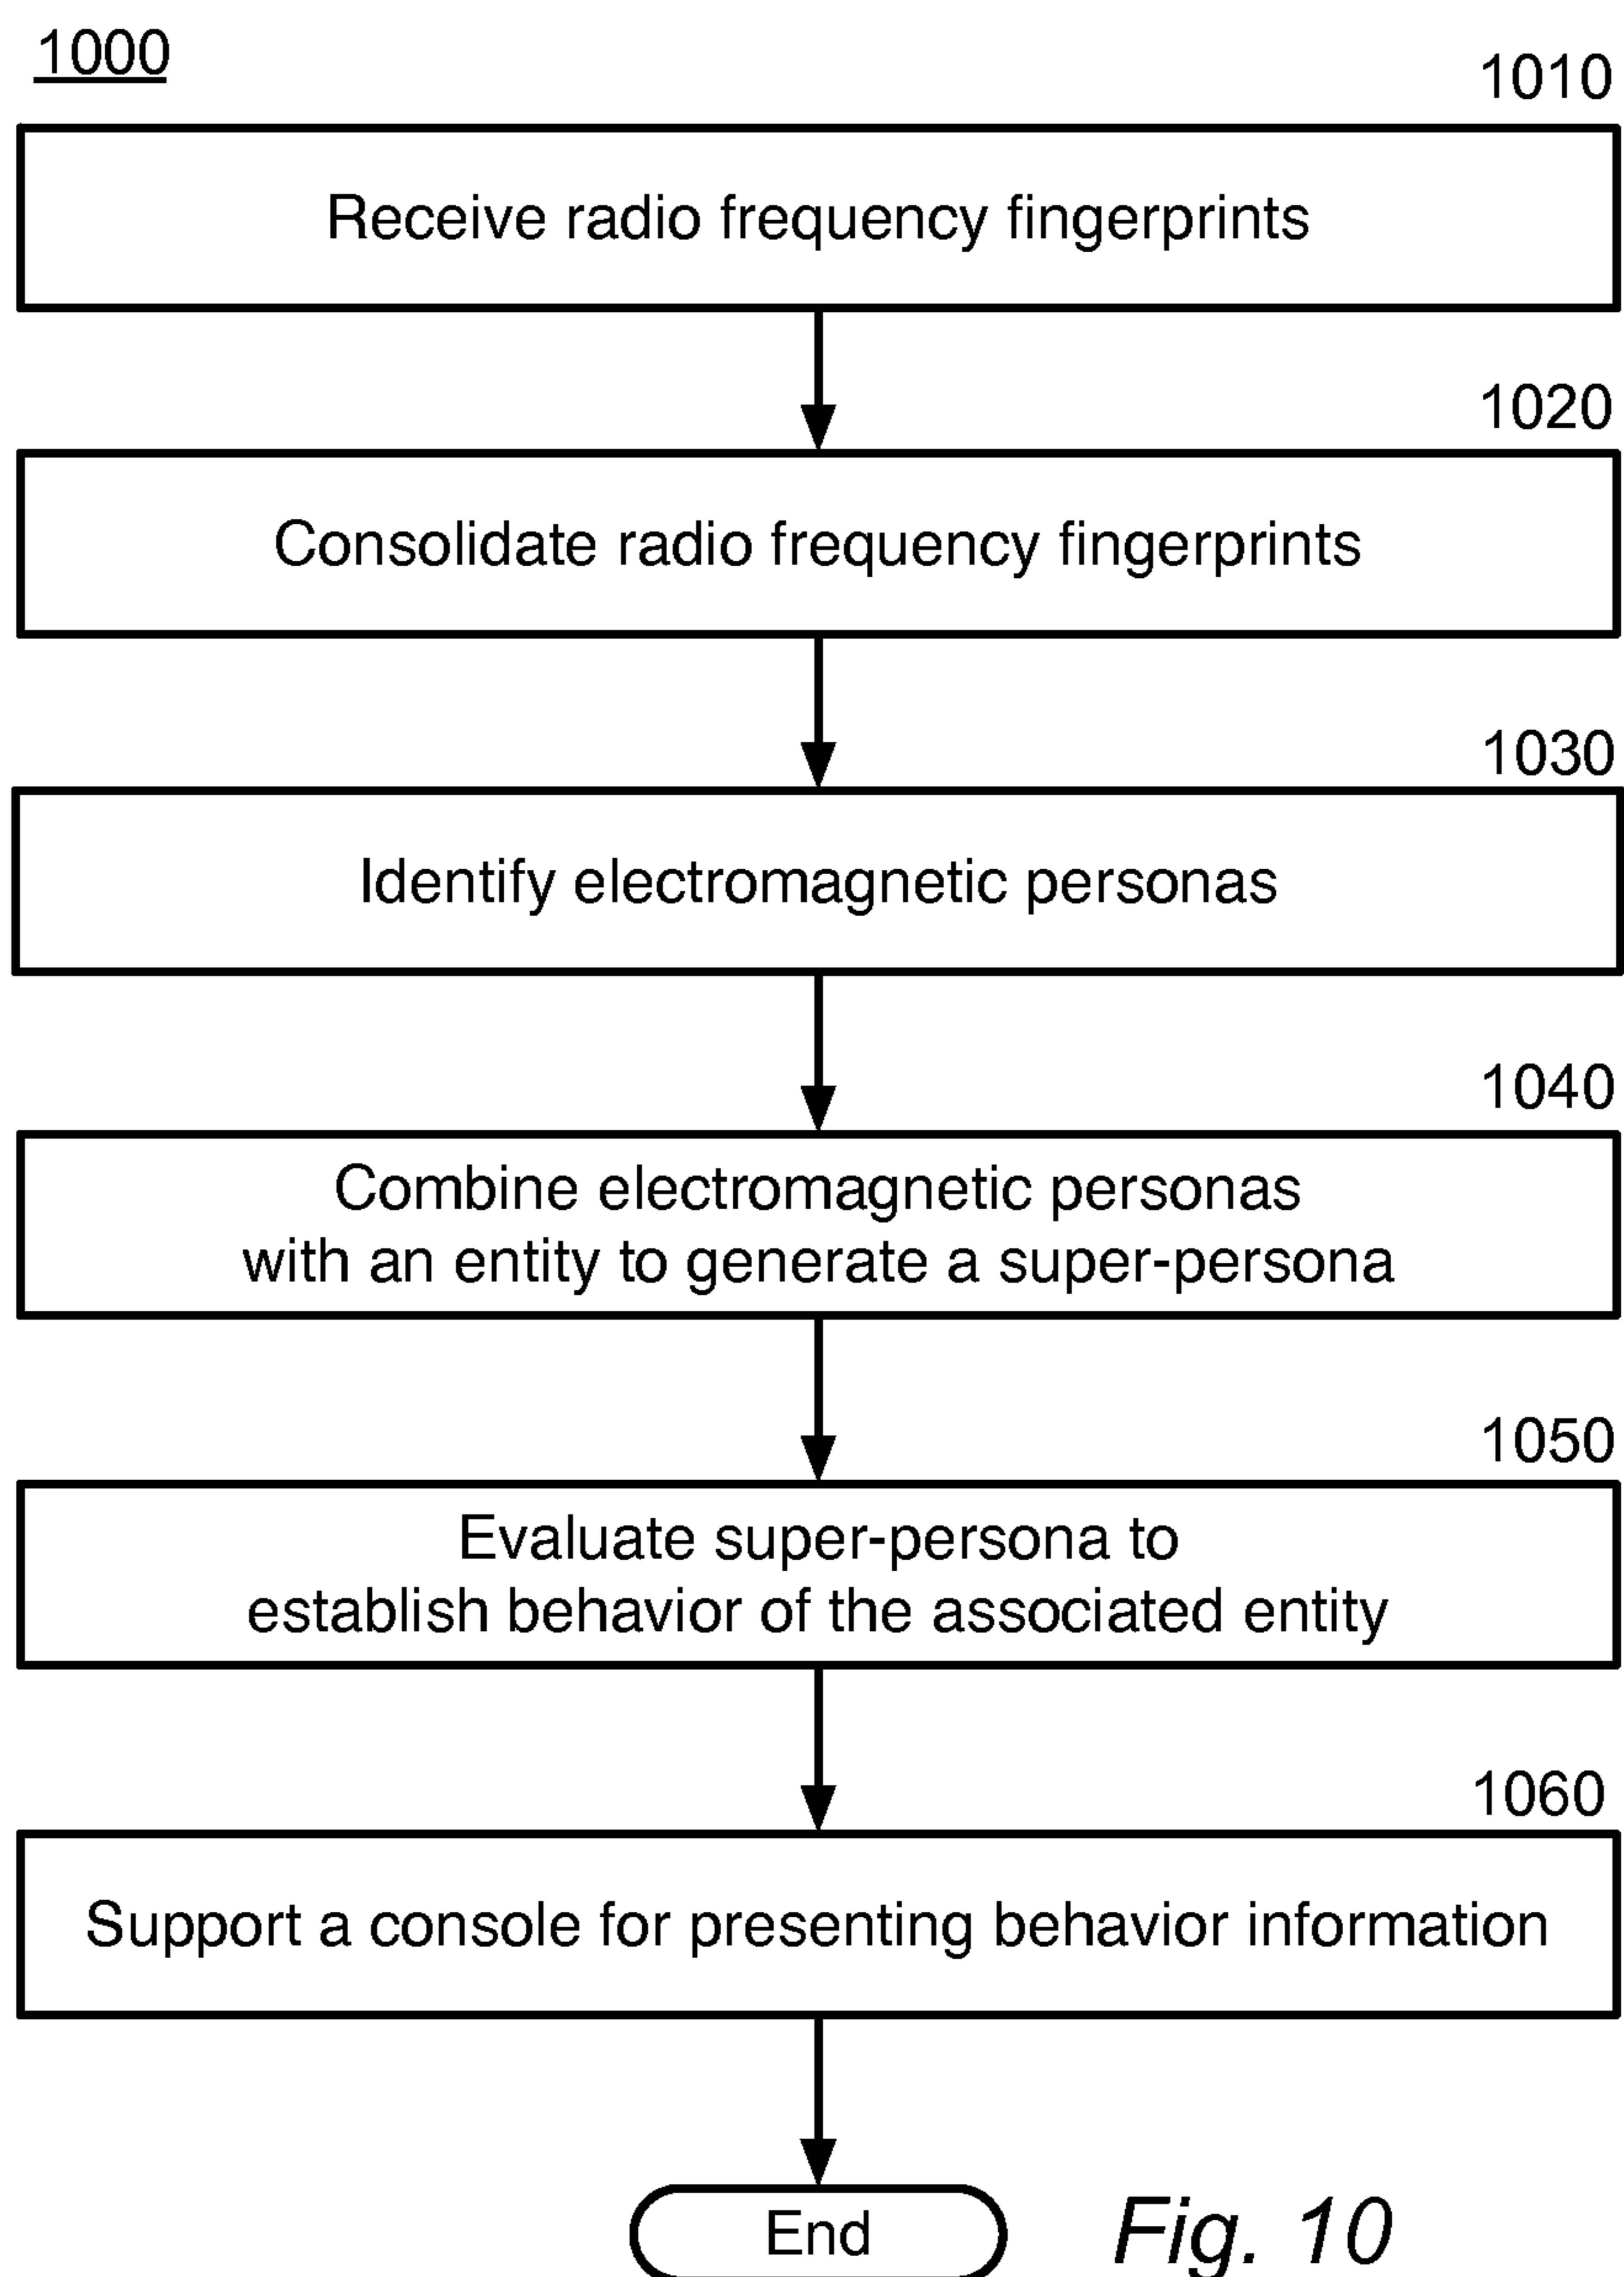 1000
1010
Receive radio frequency fingerprints
1020
Consolidate radio frequency fingerprints
1030
Identify electromagnetic personas
1040
Combine electromagnetic personas
with an entity to generate a super-persona
1050
Evaluate super-persona to
establish behavior of the associated entity
1060
Support a console for presenting behavior information
End
Fig. 10